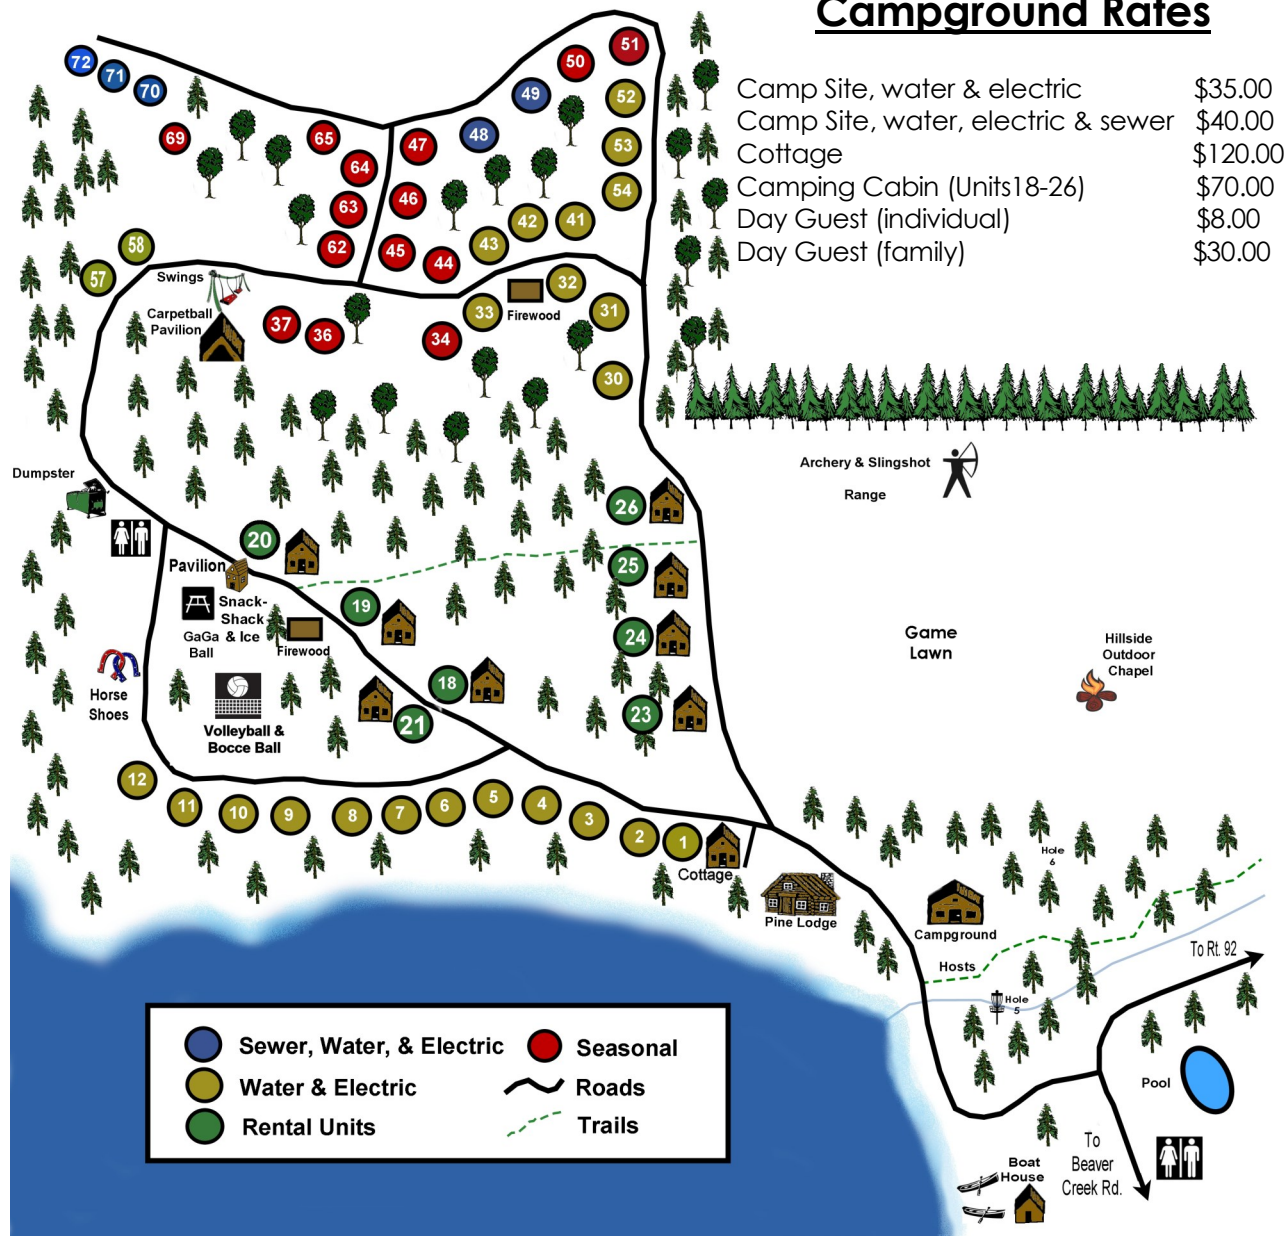 Campground Rates
Camp Site, water & electric $35.00
Camp Site, water, electric & sewer $40.00
Cottage $120.00
Camping Cabin (Units18-26) $70.00
Day Guest (individual) $8.00
Day Guest (family) $30.00
72
71
70
69
65
64
63
62
47
46
45
44
48
49
50
51
52
53
54
41
42
43
58
57
Swings
Carpetball
Pavilion
37
36
34
33
Firewood
32
31
30
Archery & Slingshot
Range
Dumpster
26
25
24
23
20
19
18
21
Pavilion
Snack-
Shack
& Ice
GaGa
Ball
Firewood
Horse
Shoes
Volleyball &
Bocce Ball
Game
Lawn
Hillside
Outdoor
Chapel
12
11
10
9
8
7
6
5
4
3
2
1
Cottage
Pine Lodge
Hole
6
Campground
Hosts
Hole
5
To Rt. 92
Pool
To
Beaver
Creek Rd.
Boat
House
Sewer, Water, & Electric
Water & Electric
Rental Units
Seasonal
Roads
Trails